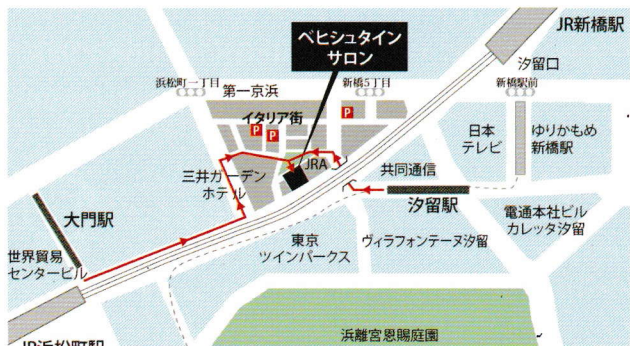 JR新橋駅
ベヒシュタイン
サロン
汐留口
浜松町一丁目
第一京浜
新橋5丁目
新橋駅前
イタリア街
P
P
P
日本
テレビ
ゆりかもめ
新橋駅
三井ガーデン
ホテル
JRA
共同通信
大門駅
汐留駅
電通本社ビル
カレッタ汐留
世界貿易
センタービル
東京
ツインパークス
ヴィラフォンテーヌ汐留
浜離宮恩賜庭園
JR浜松町駅